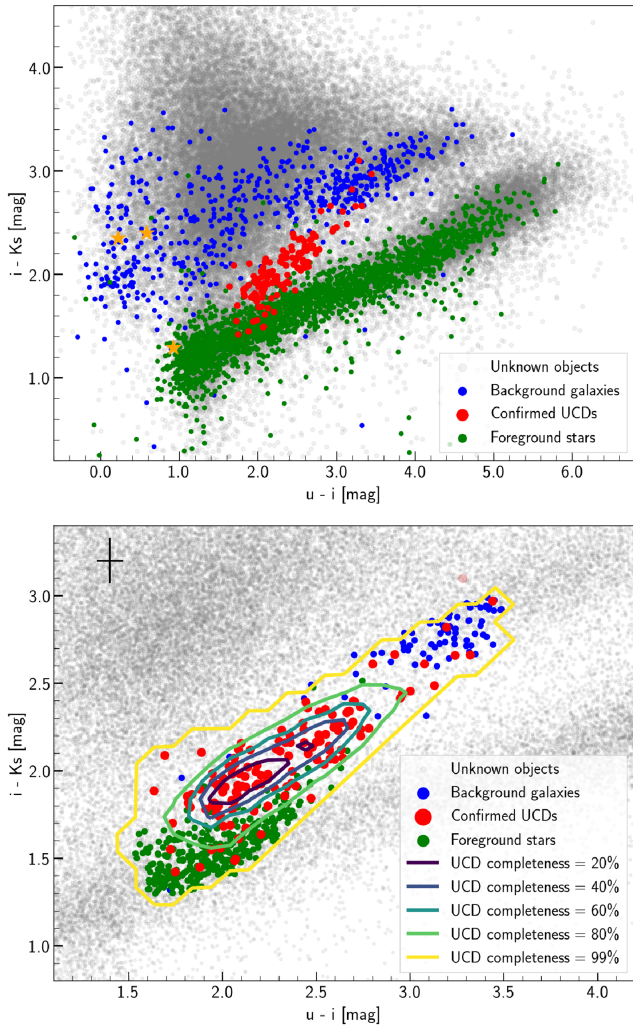 4.0
3.0
2.0
1.0
i - Ks [mag]
Unknown objects
Background galaxies
Confirmed UCDs
Foreground stars
0.0 1.0 2.0 3.0 4.0 5.0 6.0
u - i [mag]
3.0
2.5
2.0
1.5
1.0
i - Ks [mag]
Unknown objects
Background galaxies
Confirmed UCDs
Foreground stars
UCD completeness = 20%
UCD completeness = 40%
UCD completeness = 60%
UCD completeness = 80%
UCD completeness = 99%
1.5 2.0 2.5 3.0 3.5 4.0
u - i [mag]